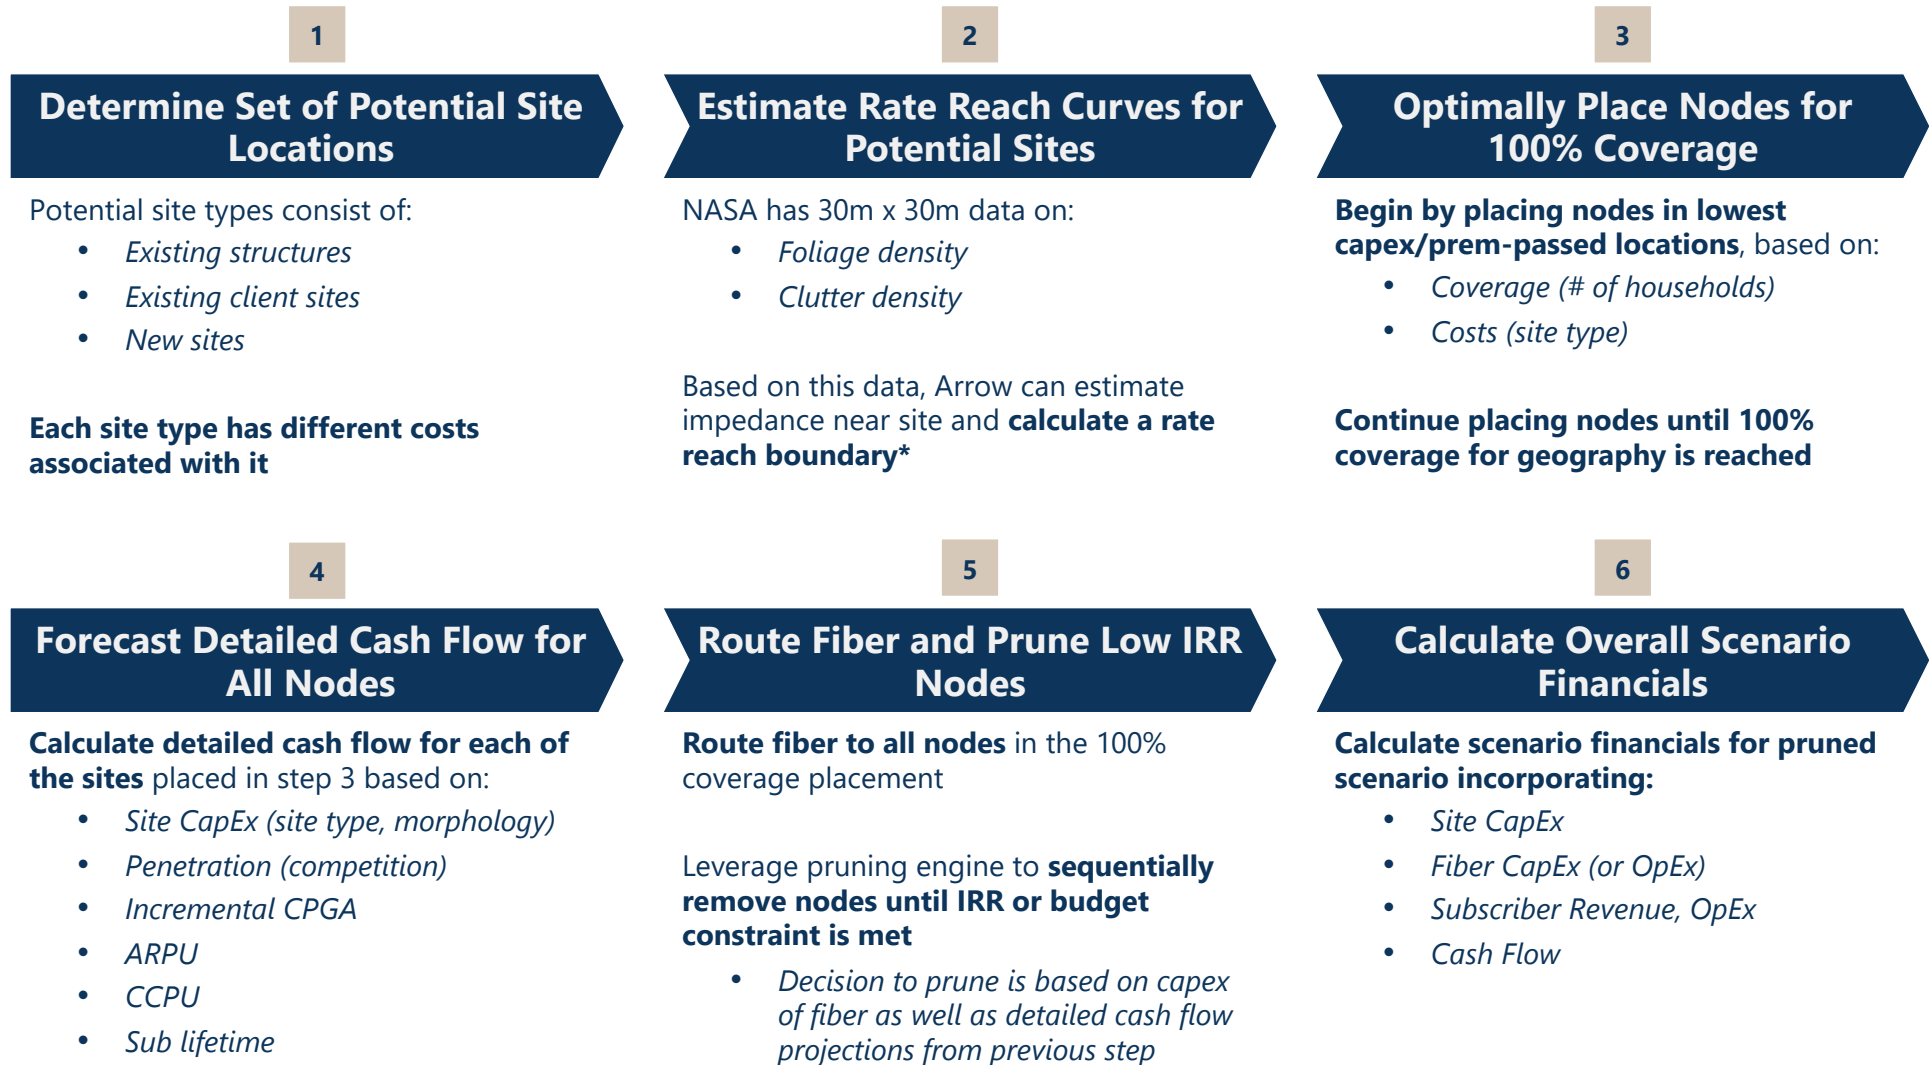 1
Determine Set of Potential Site
Locations
Potential site types consist of:
• Existing structures
• Existing client sites
• New sites
Each site type has different costs
associated with it
2
Estimate Rate Reach Curves for
Potential Sites
NASA has 30m x 30m data on:
• Foliage density
• Clutter density
Based on this data, Arrow can estimate
impedance near site and calculate a rate
reach boundary*
3
Optimally Place Nodes for
100% Coverage
Begin by placing nodes in lowest
capex/prem-passed locations, based on:
• Coverage (# of households)
• Costs (site type)
Continue placing nodes until 100%
coverage for geography is reached
4
Forecast Detailed Cash Flow for
All Nodes
Calculate detailed cash flow for each of
the sites placed in step 3 based on:
• Site CapEx (site type, morphology)
• Penetration (competition)
• Incremental CPGA
• ARPU
• CCPU
• Sub lifetime
5
Route Fiber and Prune Low IRR
Nodes
Route fiber to all nodes in the 100%
coverage placement
Leverage pruning engine to sequentially
remove nodes until IRR or budget
constraint is met
• Decision to prune is based on capex
of fiber as well as detailed cash flow
projections from previous step
6
Calculate Overall Scenario
Financials
Calculate scenario financials for pruned
scenario incorporating:
• Site CapEx
• Fiber CapEx (or OpEx)
• Subscriber Revenue, OpEx
• Cash Flow